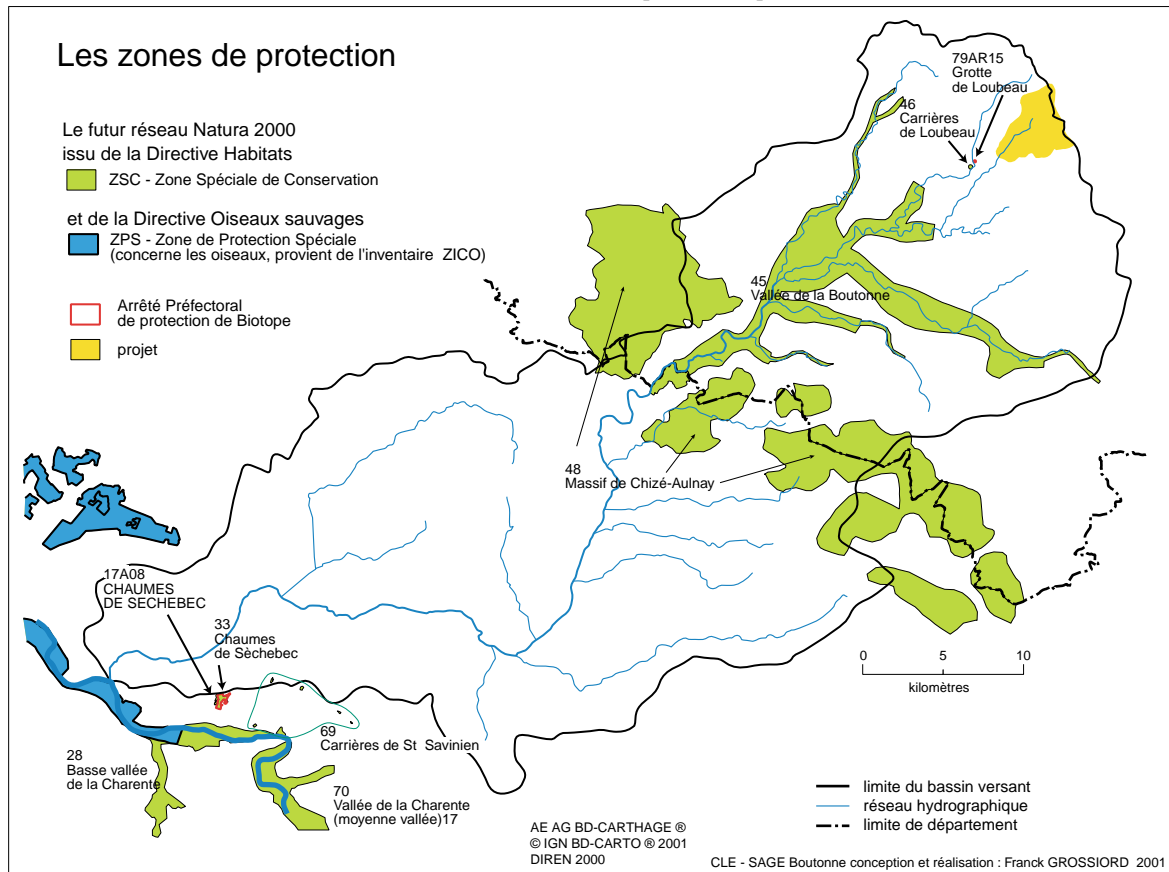 Les zones de protection
Le futur réseau Natura 2000
issu de la Directive Habitats
ZSC - Zone Spéciale de Conservation
et de la Directive Oiseaux sauvages
ZPS - Zone de Protection Spéciale
(concerne les oiseaux, provient de l'inventaire ZICO)
Arrêté Préfectoral
de protection de Biotope
projet
79AR15
Grotte
de Loubeau
46
Carrières
de Loubeau
45
Vallée de la Boutonne
48
Massif de Chizé-Aulnay
17A08
CHAUMES
DE SECHEBEC
33
Chaumes
de Sèchebec
69
Carrières de St Savinien
28
Basse vallée
de la Charente
70
Vallée de la Charente
(moyenne vallée)17
0 5 10
kilomètres
limite du bassin versant
réseau hydrographique
limite de département
AE AG BD-CARTHAGE ®
© IGN BD-CARTO ® 2001
DIREN 2000
CLE - SAGE Boutonne conception et réalisation : Franck GROSSIORD 2001